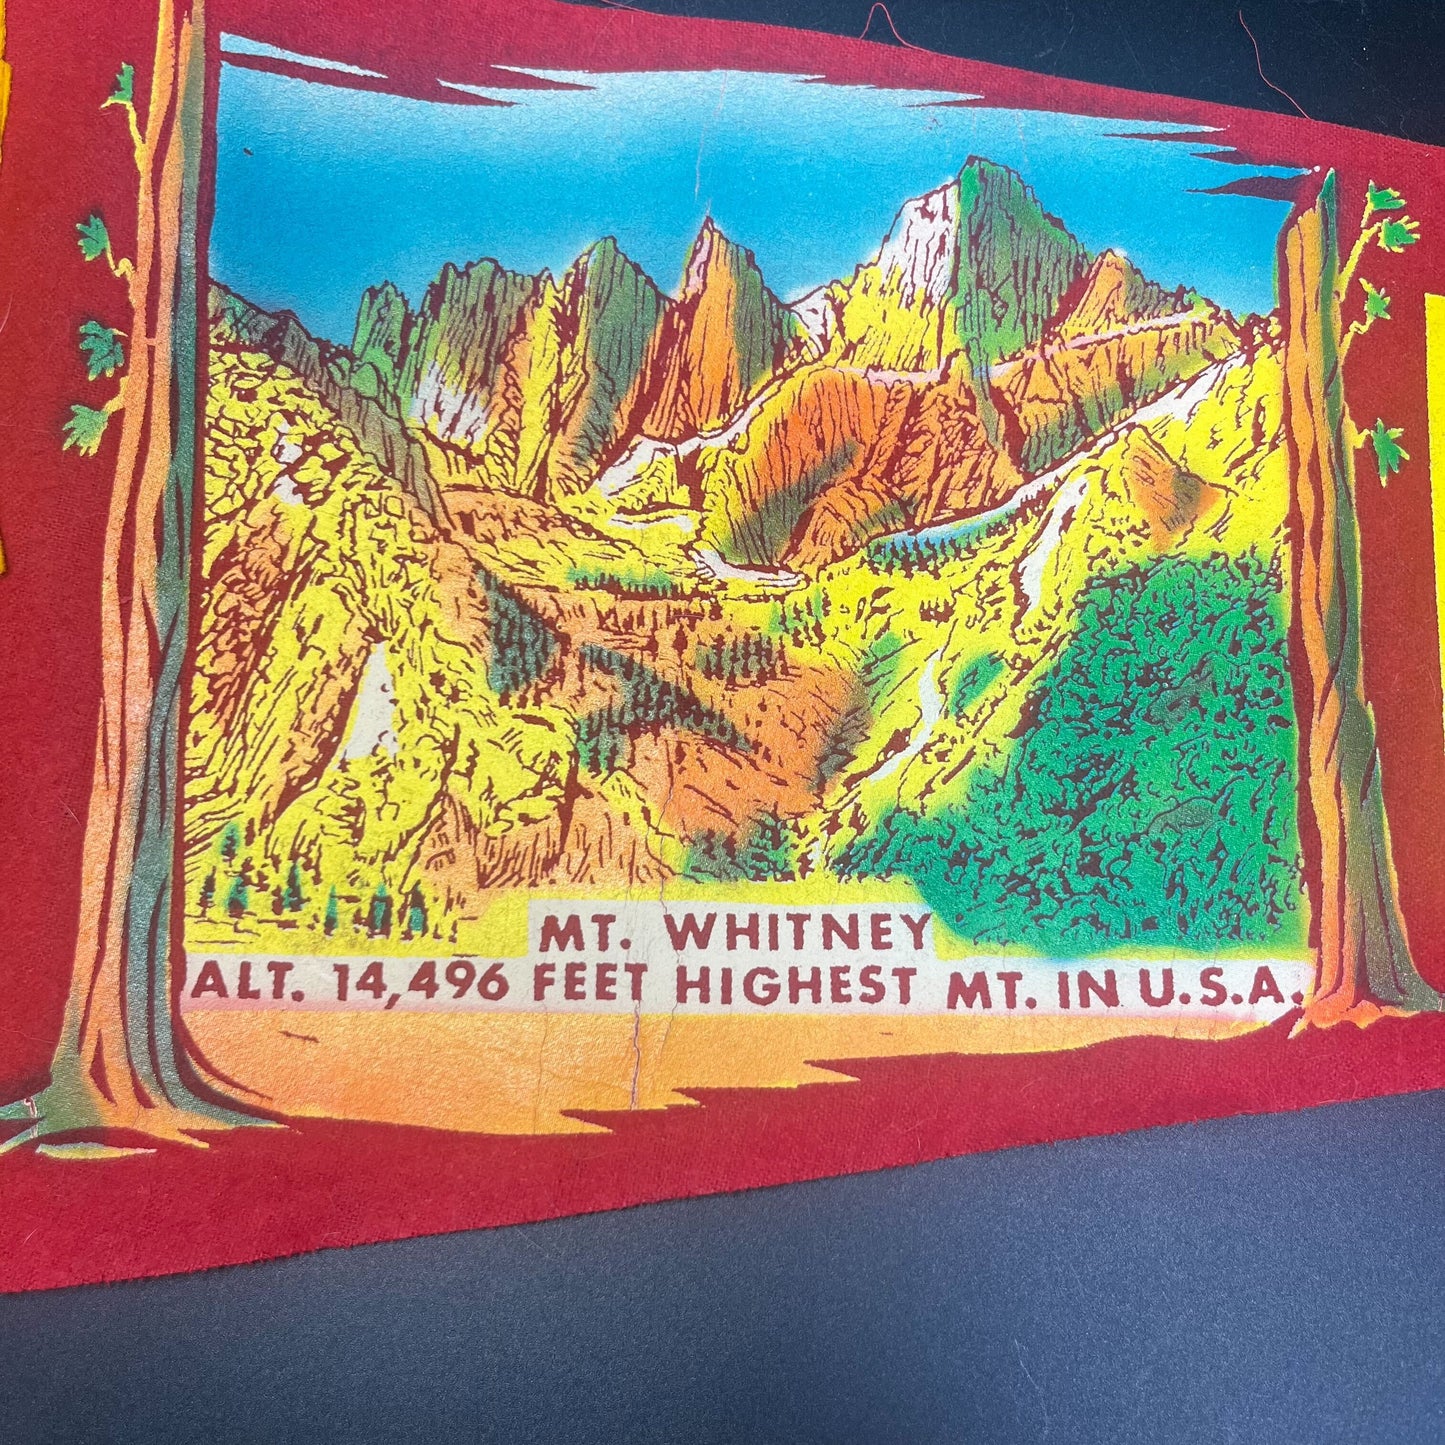 MT. WHITNEY
ALT. 14,496 FEET HIGHEST MT. IN U.S.A.